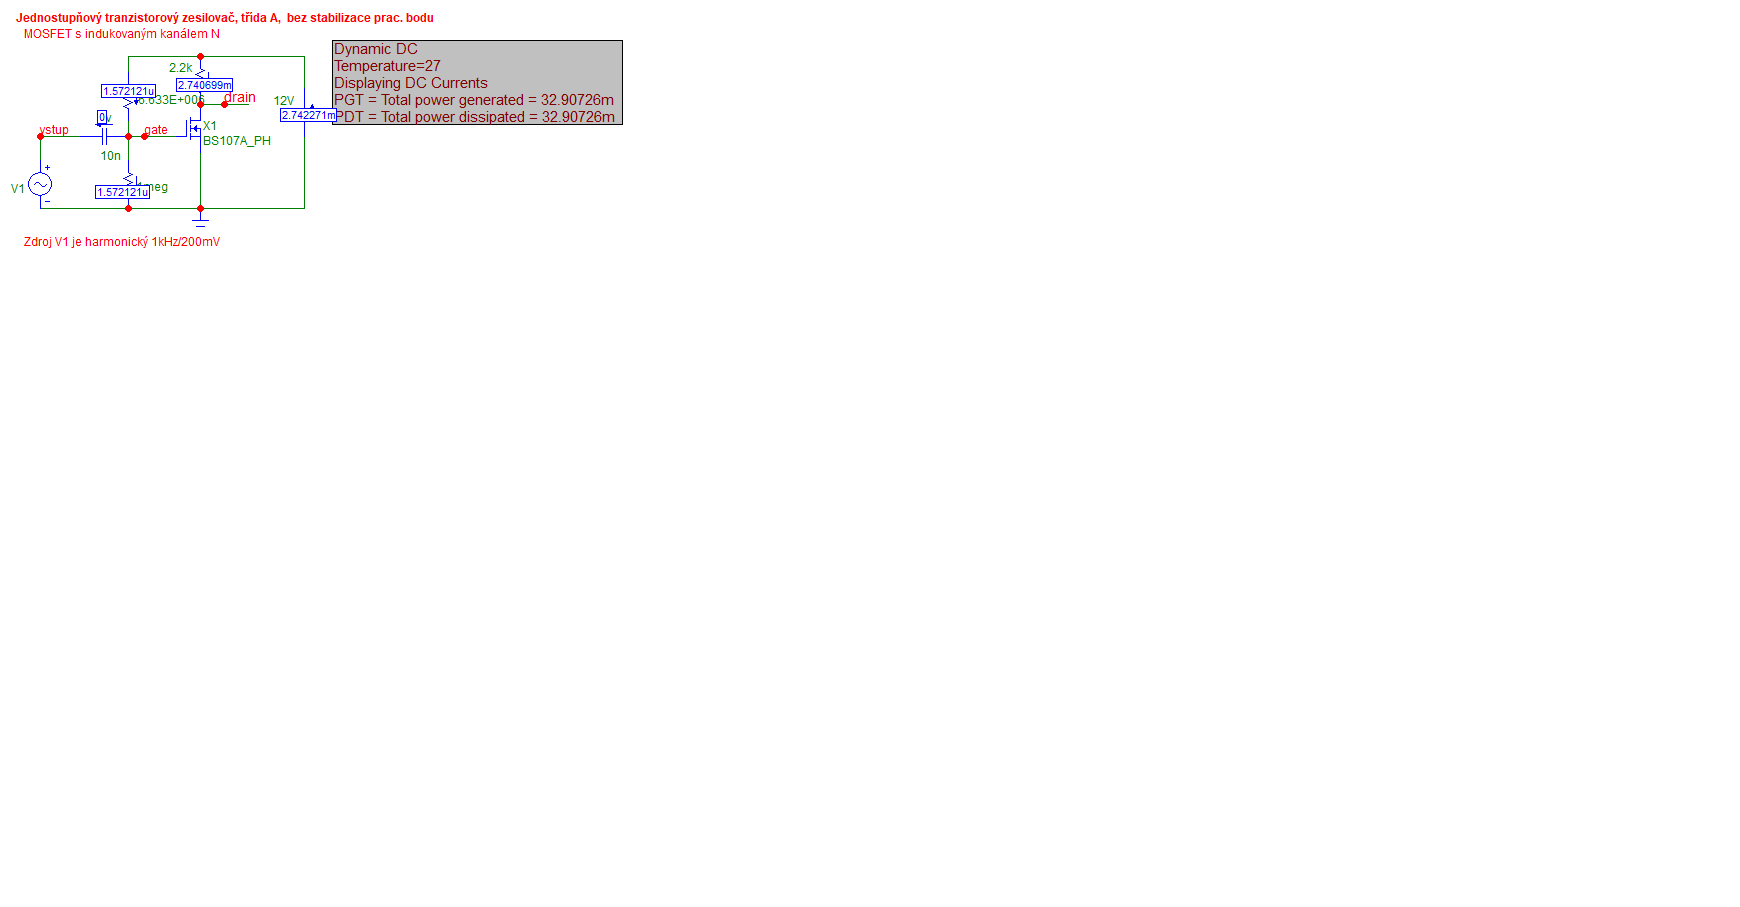 Jednostupňový tranzistorový zesilovač, třída A, bez stabilizace prac. bodu
MOSFET s indukovaným kanálem N
Dynamic DC
Temperature=27
Displaying DC Currents
PGT = Total power generated = 32.90726m
PDT = Total power dissipated = 32.90726m
2.2k
2.740699m
1.572121u
6.633E+006
drain
12V
2.742271m
0
vstup
gate
X1
BS107A_PH
10n
V1
1.572121u
Zdroj V1 je harmonický 1kHz/200mV